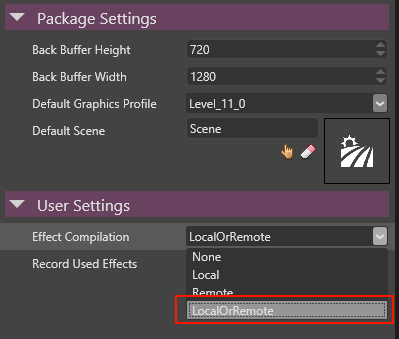 Package Settings
Back Buffer Height 720
Back Buffer Width 1280
Default Graphics Profile Level_11_0
Default Scene Scene
User Settings
Effect Compilation LocalOrRemote
None
Record Used Effects Local
Remote
LocalOrRemote